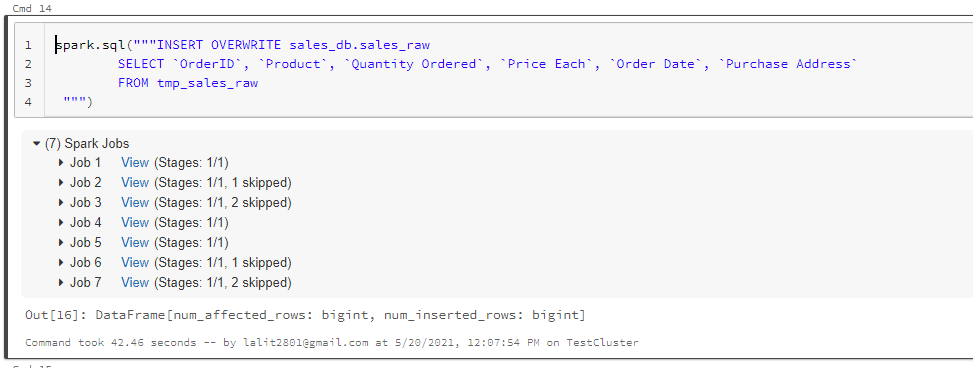 Cmd 14
1 spark.sql("""INSERT OVERWRITE sales_db.sales_raw
2 SELECT `OrderID`, `Product`, `Quantity Ordered`, `Price Each`, `Order Date`, `Purchase Address`
3 FROM tmp_sales_raw
4 """)
(7) Spark Jobs
Job 1 View (Stages: 1/1)
Job 2 View (Stages: 1/1, 1 skipped)
Job 3 View (Stages: 1/1, 2 skipped)
Job 4 View (Stages: 1/1)
Job 5 View (Stages: 1/1)
Job 6 View (Stages: 1/1, 1 skipped)
Job 7 View (Stages: 1/1, 2 skipped)
Out[16]: DataFrame[num_affected_rows: bigint, num_inserted_rows: bigint]
Command took 42.46 seconds -- by lalit2801@gmail.com at 5/20/2021, 12:07:54 PM on TestCluster